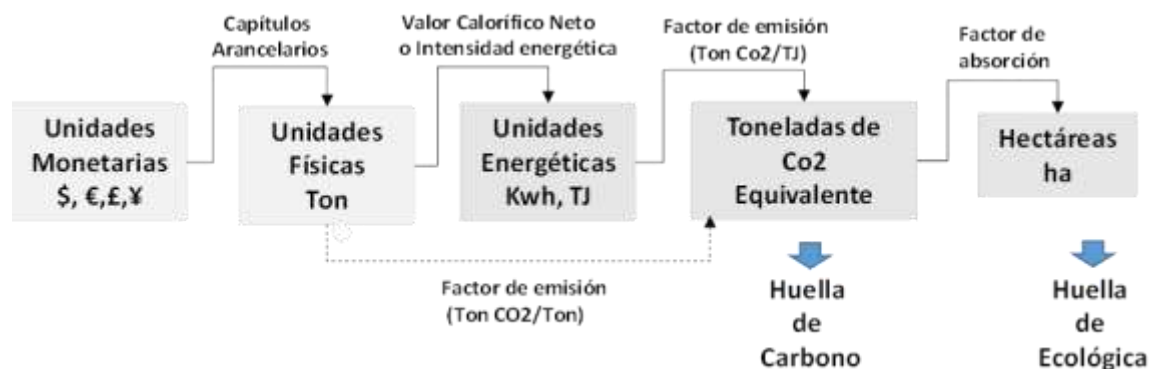 Capítulos
Arancelarios
Valor Calorífico Neto
o Intensidad energética
Factor de emisión
(Ton Co2/TJ)
Factor de
absorción
Unidades
Monetarias
$, €,£,¥
Unidades
Físicas
Ton
Unidades
Energéticas
Kwh, TJ
Toneladas de
Co2
Equivalente
Hectáreas
ha
Factor de emisión
(Ton CO2/Ton)
Huella
de
Carbono
Huella
de
Ecológica